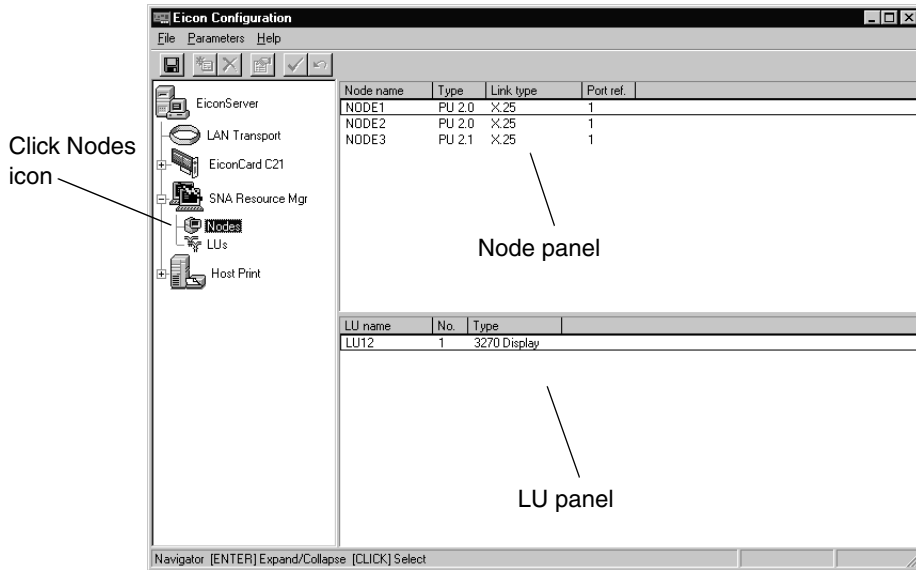 Eicon Configuration
File Parameters Help
EiconServer
LAN Transport
EiconCard C21
SNA Resource Mgr
Nodes
LUs
Host Print
Click Nodes
icon
Node name Type Link type Port ref.
NODE1 PU 2.0 X.25 1
NODE2 PU 2.0 X.25 1
NODE3 PU 2.1 X.25 1
Node panel
LU name No. Type
LU12 1 3270 Display
LU panel
Navigator [ENTER] Expand/Collapse [CLICK] Select